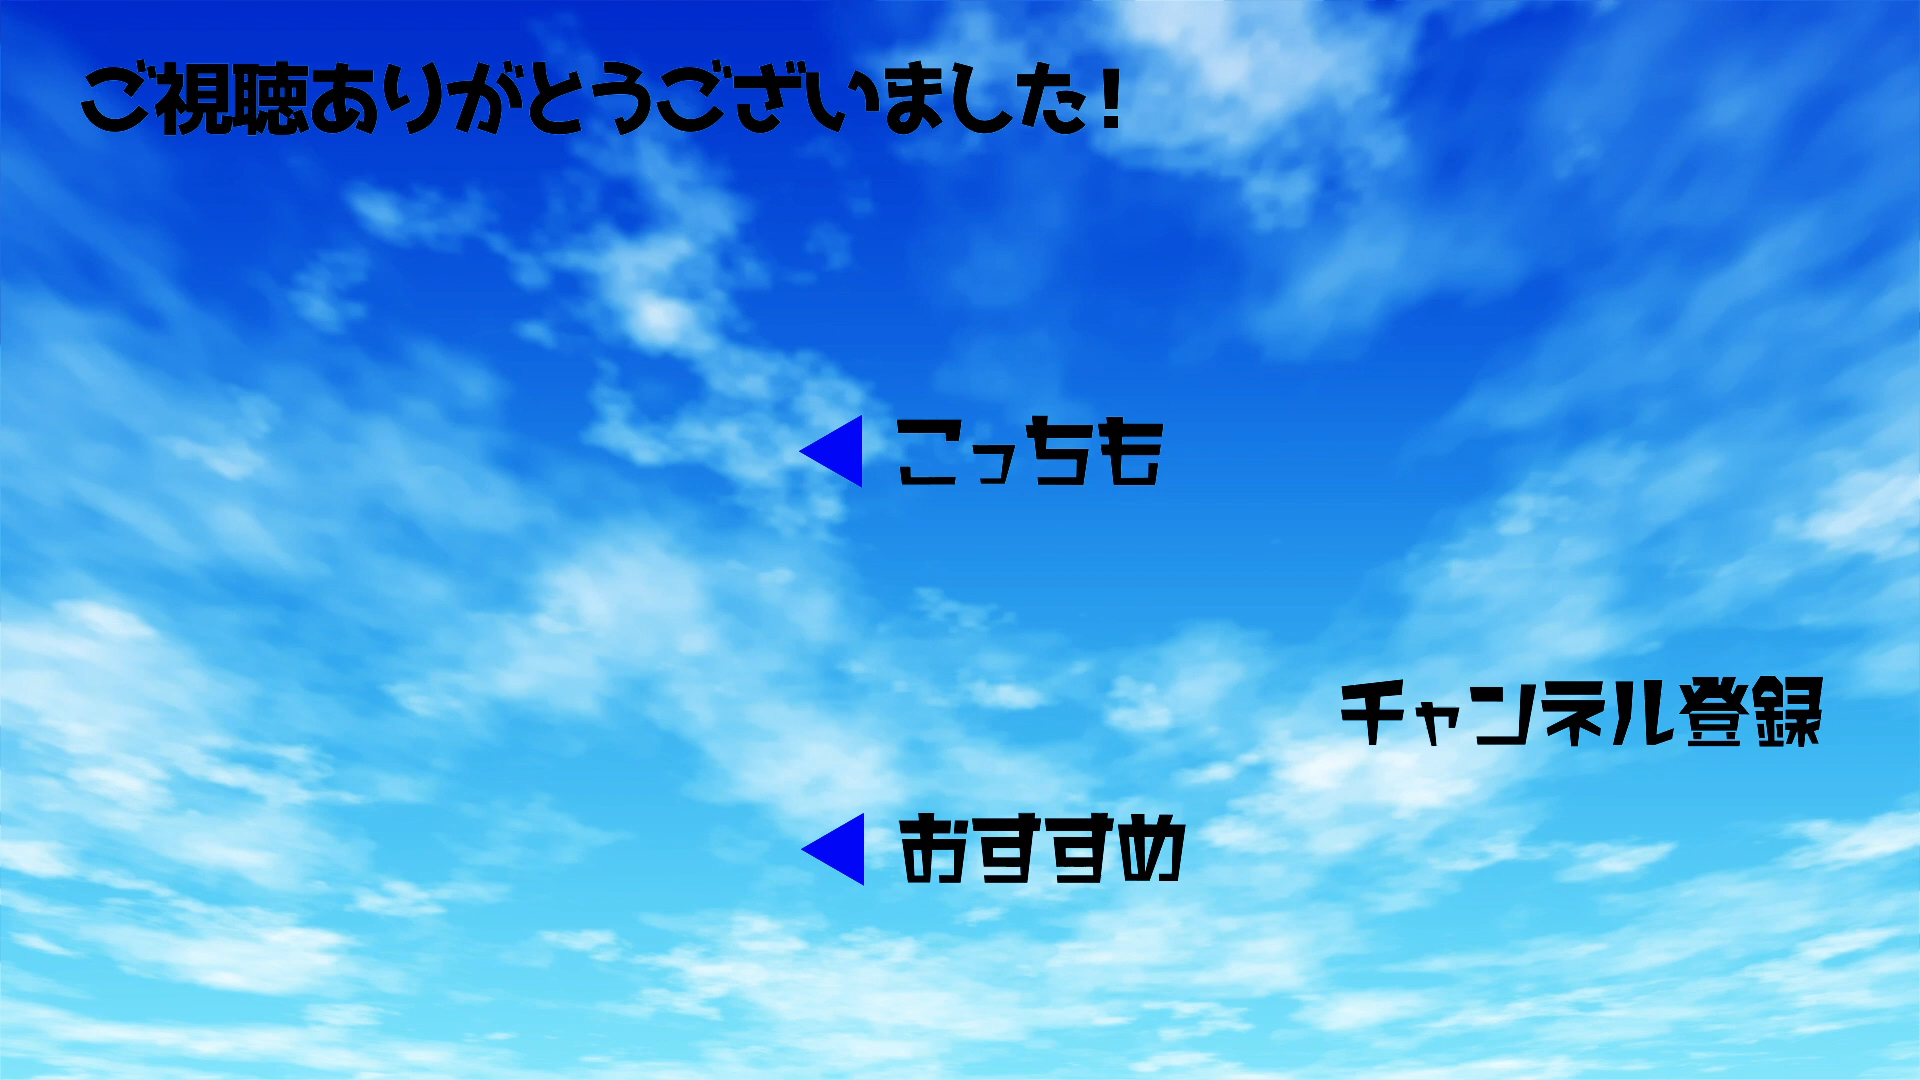 ご視聴ありがとうございました!
こっちも
チャンネル登録
おすすめ